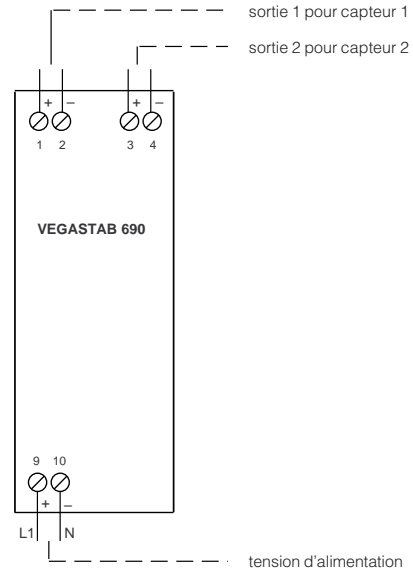 sortie 1 pour capteur 1
sortie 2 pour capteur 2
+ – + –
1 2 3 4
VEGASTAB 690
9 10
+ –
L1 N
tension d’alimentation